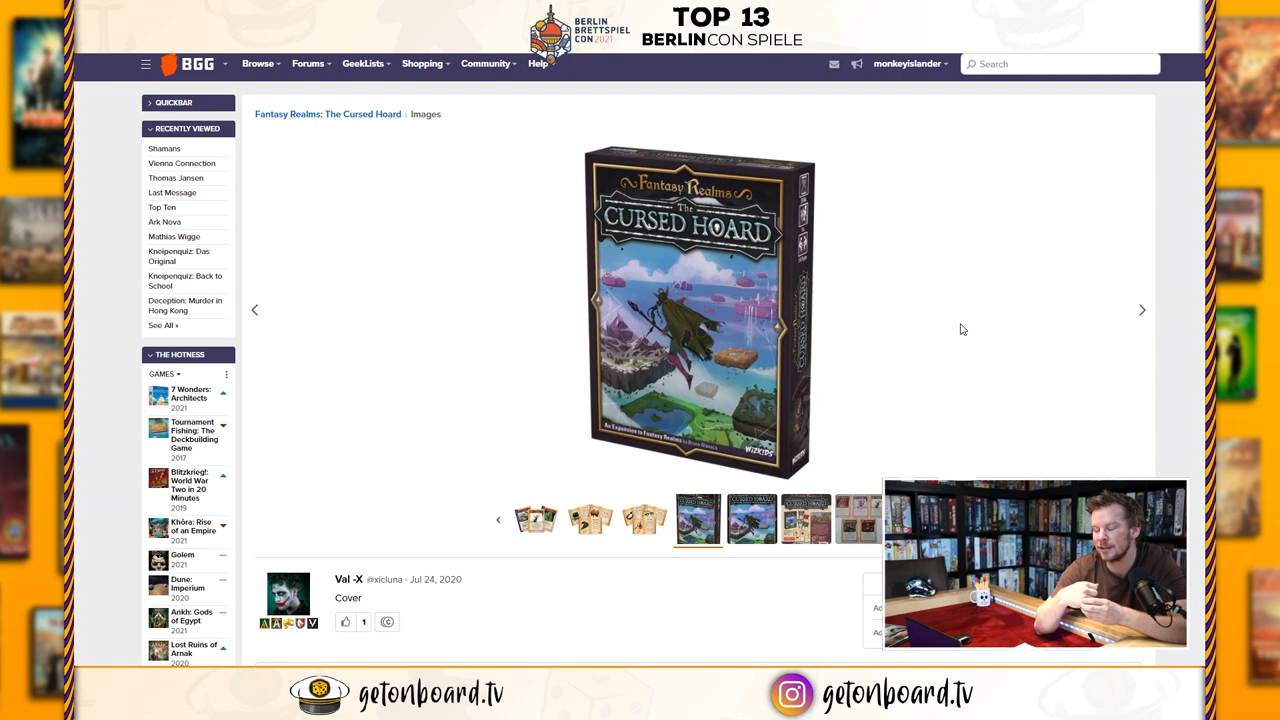 BERLIN
BRETTSPIEL
CON 2021
TOP 13
BERLINCON SPIELE
BGG
Browse
Forums
GeekLists
Shopping
Community
Help
monkeyislander
Search
QUICKBAR
RECENTLY VIEWED
Shamans
Vienna Connection
Thomas Jansen
Last Message
Top Ten
Ark Nova
Mathias Wigge
Kneipenquiz: Das
Original
Kneipenquiz: Back to
School
Deception: Murder in
Hong Kong
See All »
THE HOTNESS
GAMES
7 Wonders:
Architects
2021
Tournament
Fishing: The
Deckbuilding
Game
2017
Blitzkrieg!:
World War
Two in 20
Minutes
2019
Khôra: Rise
of an Empire
2021
Golem
2021
Dune:
Imperium
2020
Ankh: Gods
of Egypt
2021
Lost Ruins of
Arnak
2020
Fantasy Realms: The Cursed Hoard › Images
Fantasy Realms
The
CURSED HOARD
An Expansion to Fantasy Realms by Bruce Glassco
WIZKIDS
Val -X @xicluna · Jul 24, 2020
Cover
1
getonboard.tv
getonboard.tv